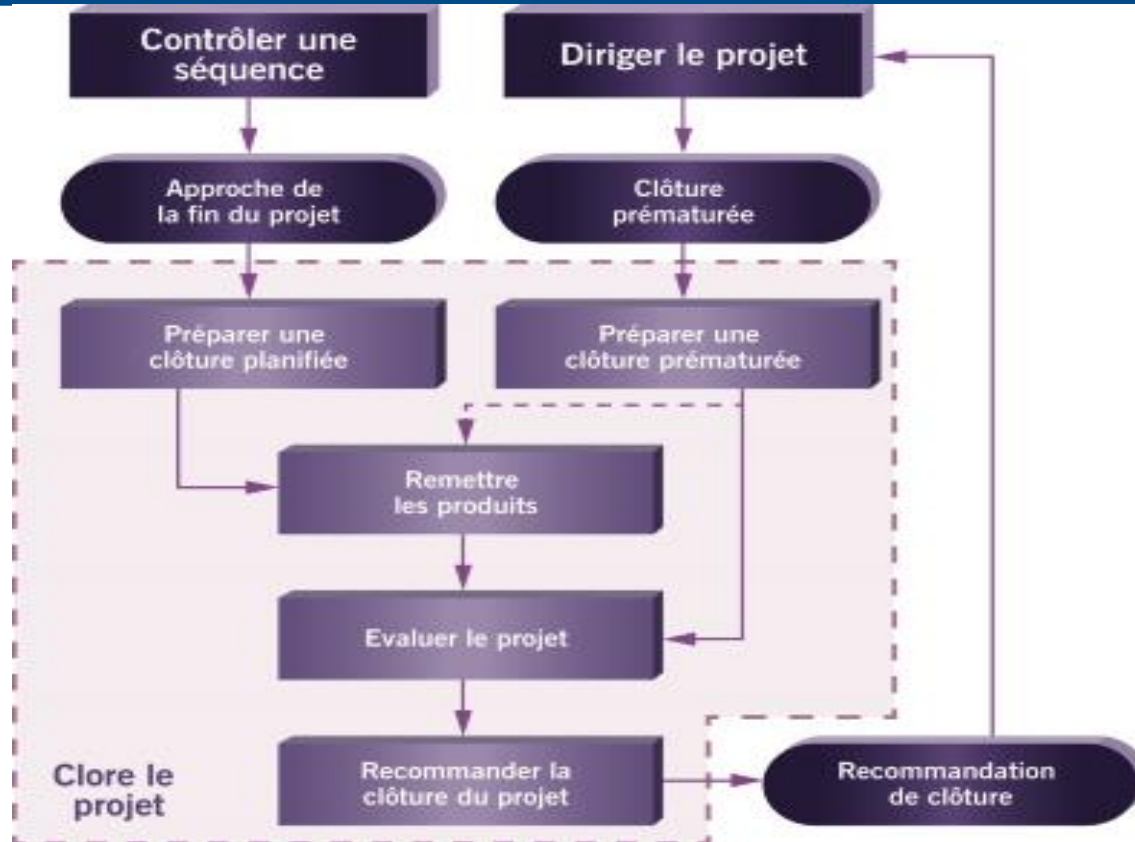 Contrôler une
séquence
Diriger le projet
Approche de
la fin du projet
Clôture
prématurée
Préparer une
clôture planifiée
Préparer une
clôture prématurée
Remettre
les produits
Evaluer le projet
Clore le
projet
Recommander la
clôture du projet
Recommandation
de clôture